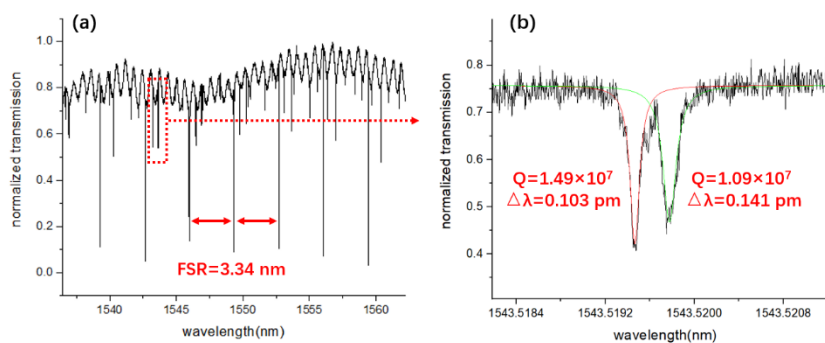 (a)
normalized transmission
1.0
0.8
0.6
0.4
0.2
0.0
FSR=3.34 nm
1540
1545
1550
1555
1560
wavelength(nm)
(b)
normalized transmission
0.8
0.7
0.6
0.5
0.4
Q=1.49×10⁷
△λ=0.103 pm
Q=1.09×10⁷
△λ=0.141 pm
1543.5184
1543.5192
1543.5200
1543.5208
wavelength(nm)